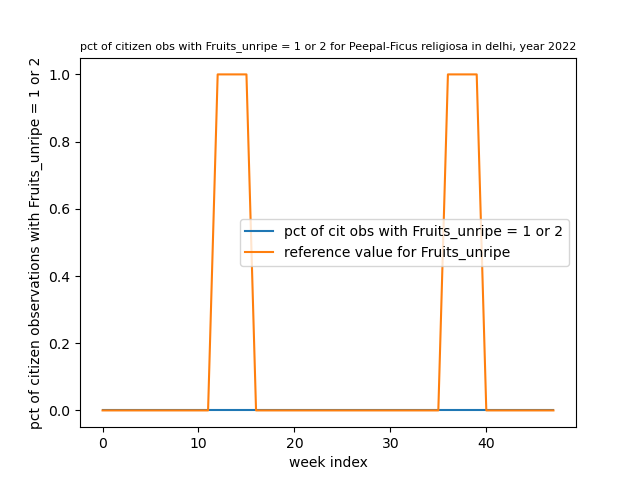 pct of citizen obs with Fruits_unripe = 1 or 2 for Peepal-Ficus religiosa in delhi, year 2022
pct of citizen observations with Fruits_unripe = 1 or 2
1.0
0.8
0.6
0.4
0.2
0.0
pct of cit obs with Fruits_unripe = 1 or 2
reference value for Fruits_unripe
0
10
20
30
40
week index